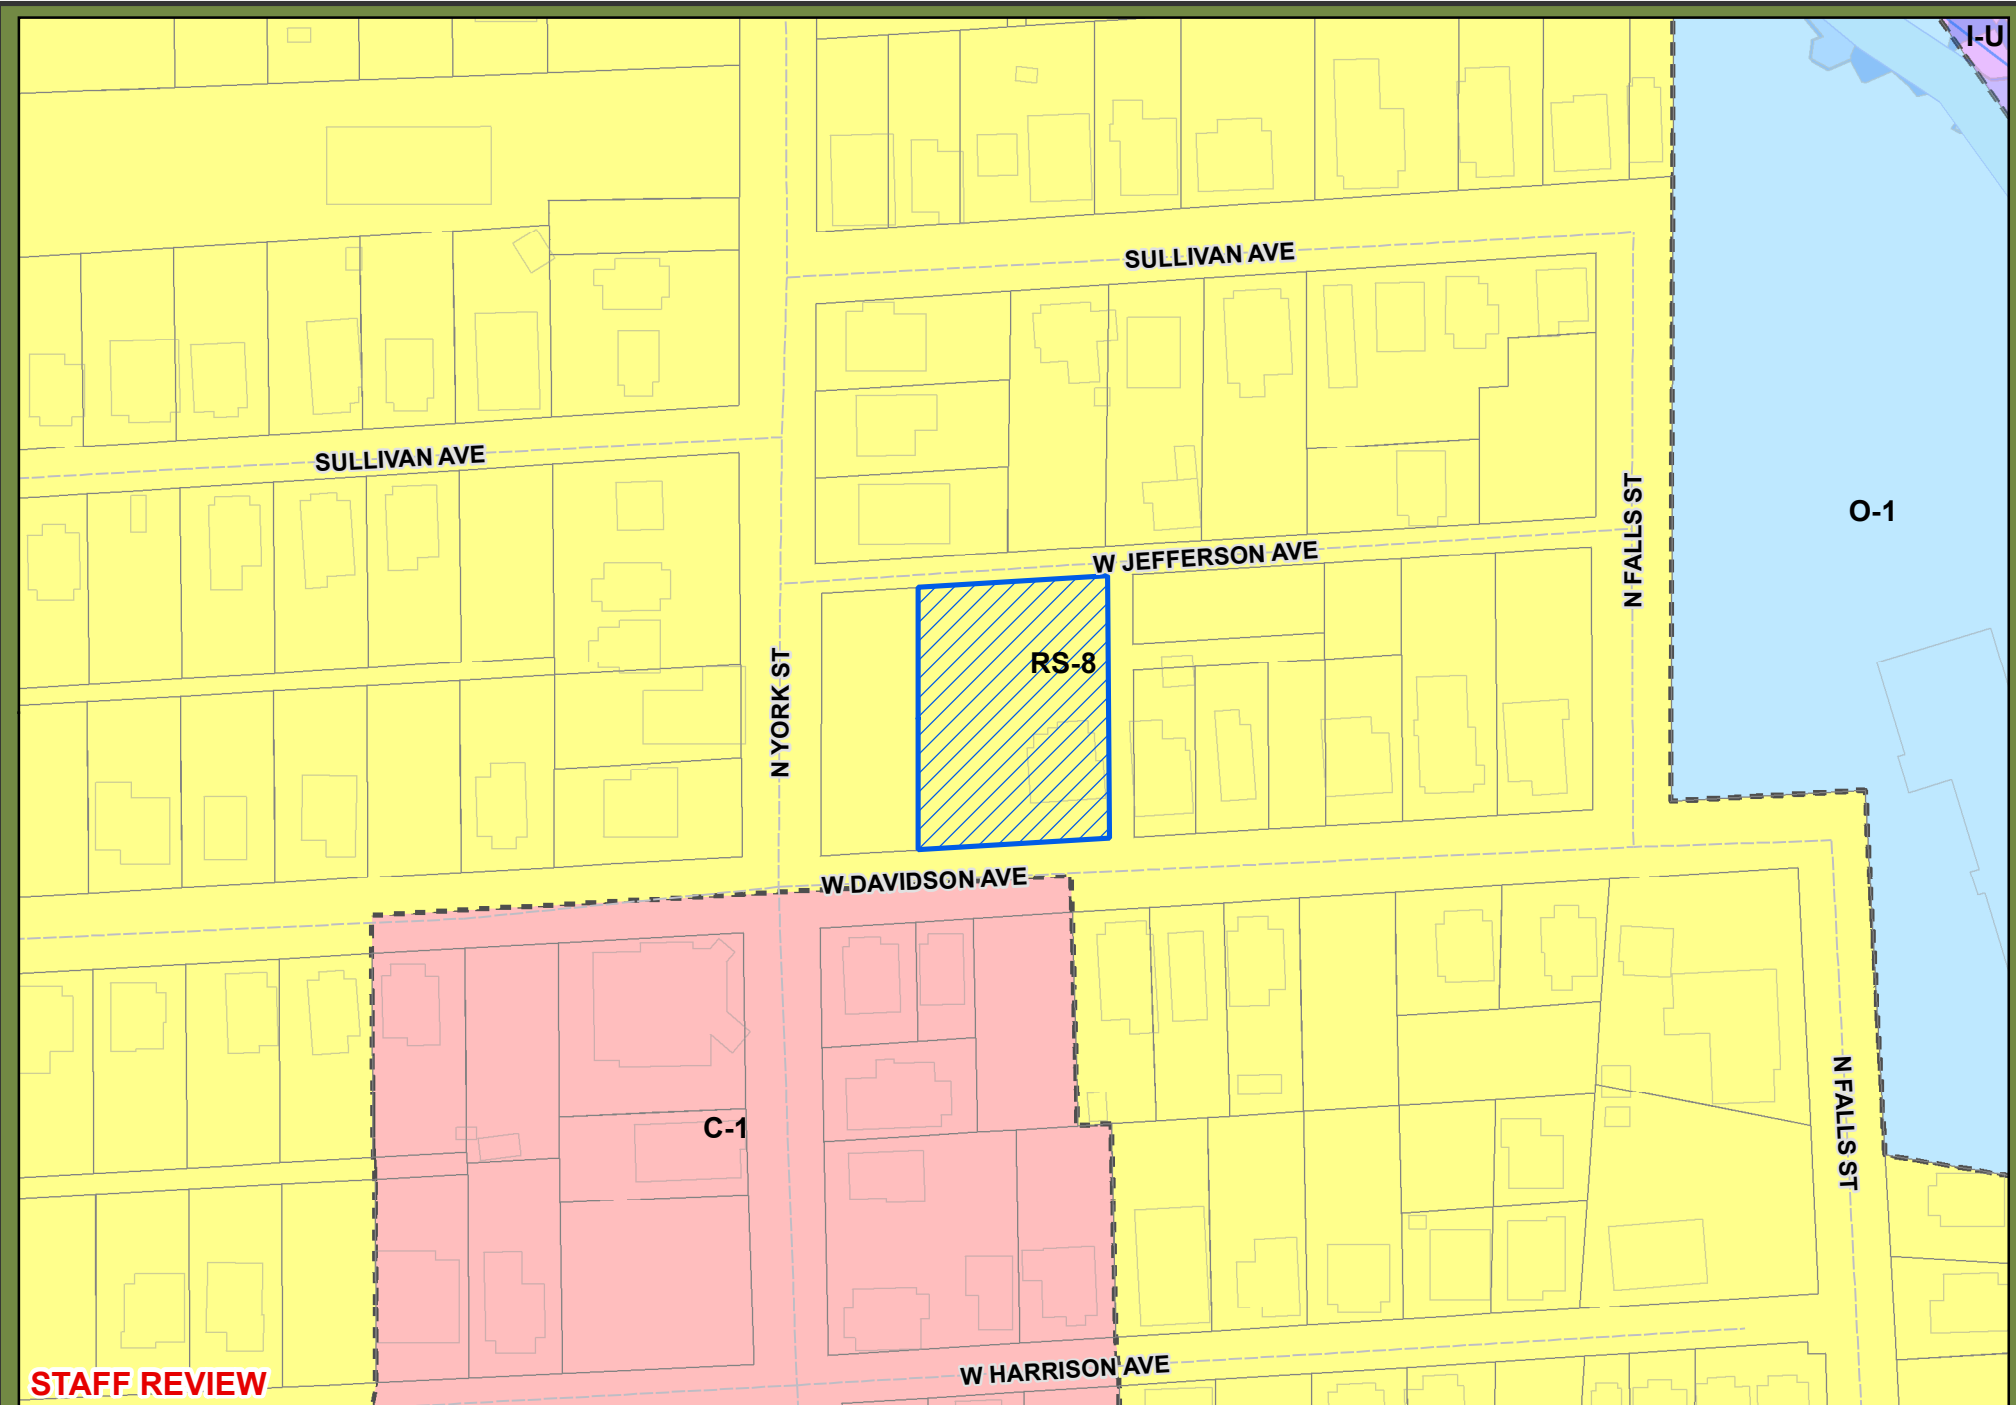 I-U
SULLIVAN AVE
SULLIVAN AVE
N FALLS ST
O-1
W JEFFERSON AVE
RS-8
N YORK ST
W DAVIDSON AVE
C-1
N FALLS ST
W HARRISON AVE
STAFF REVIEW